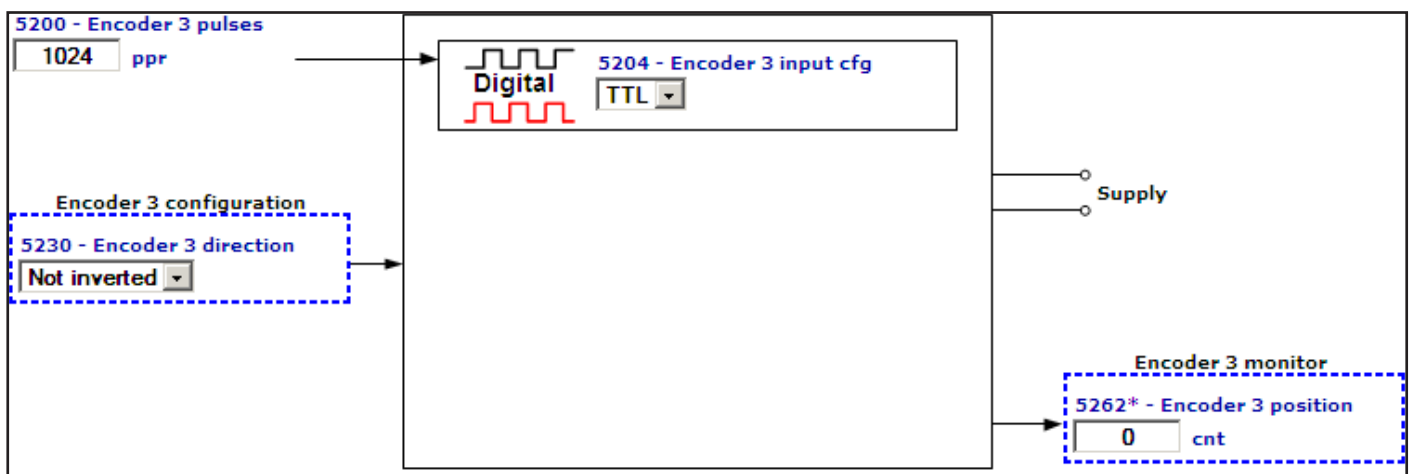 5200 - Encoder 3 pulses
1024 ppr
Digital
5204 - Encoder 3 input cfg
TTL
Supply
Encoder 3 configuration
5230 - Encoder 3 direction
Not inverted
Encoder 3 monitor
5262* - Encoder 3 position
0 cnt